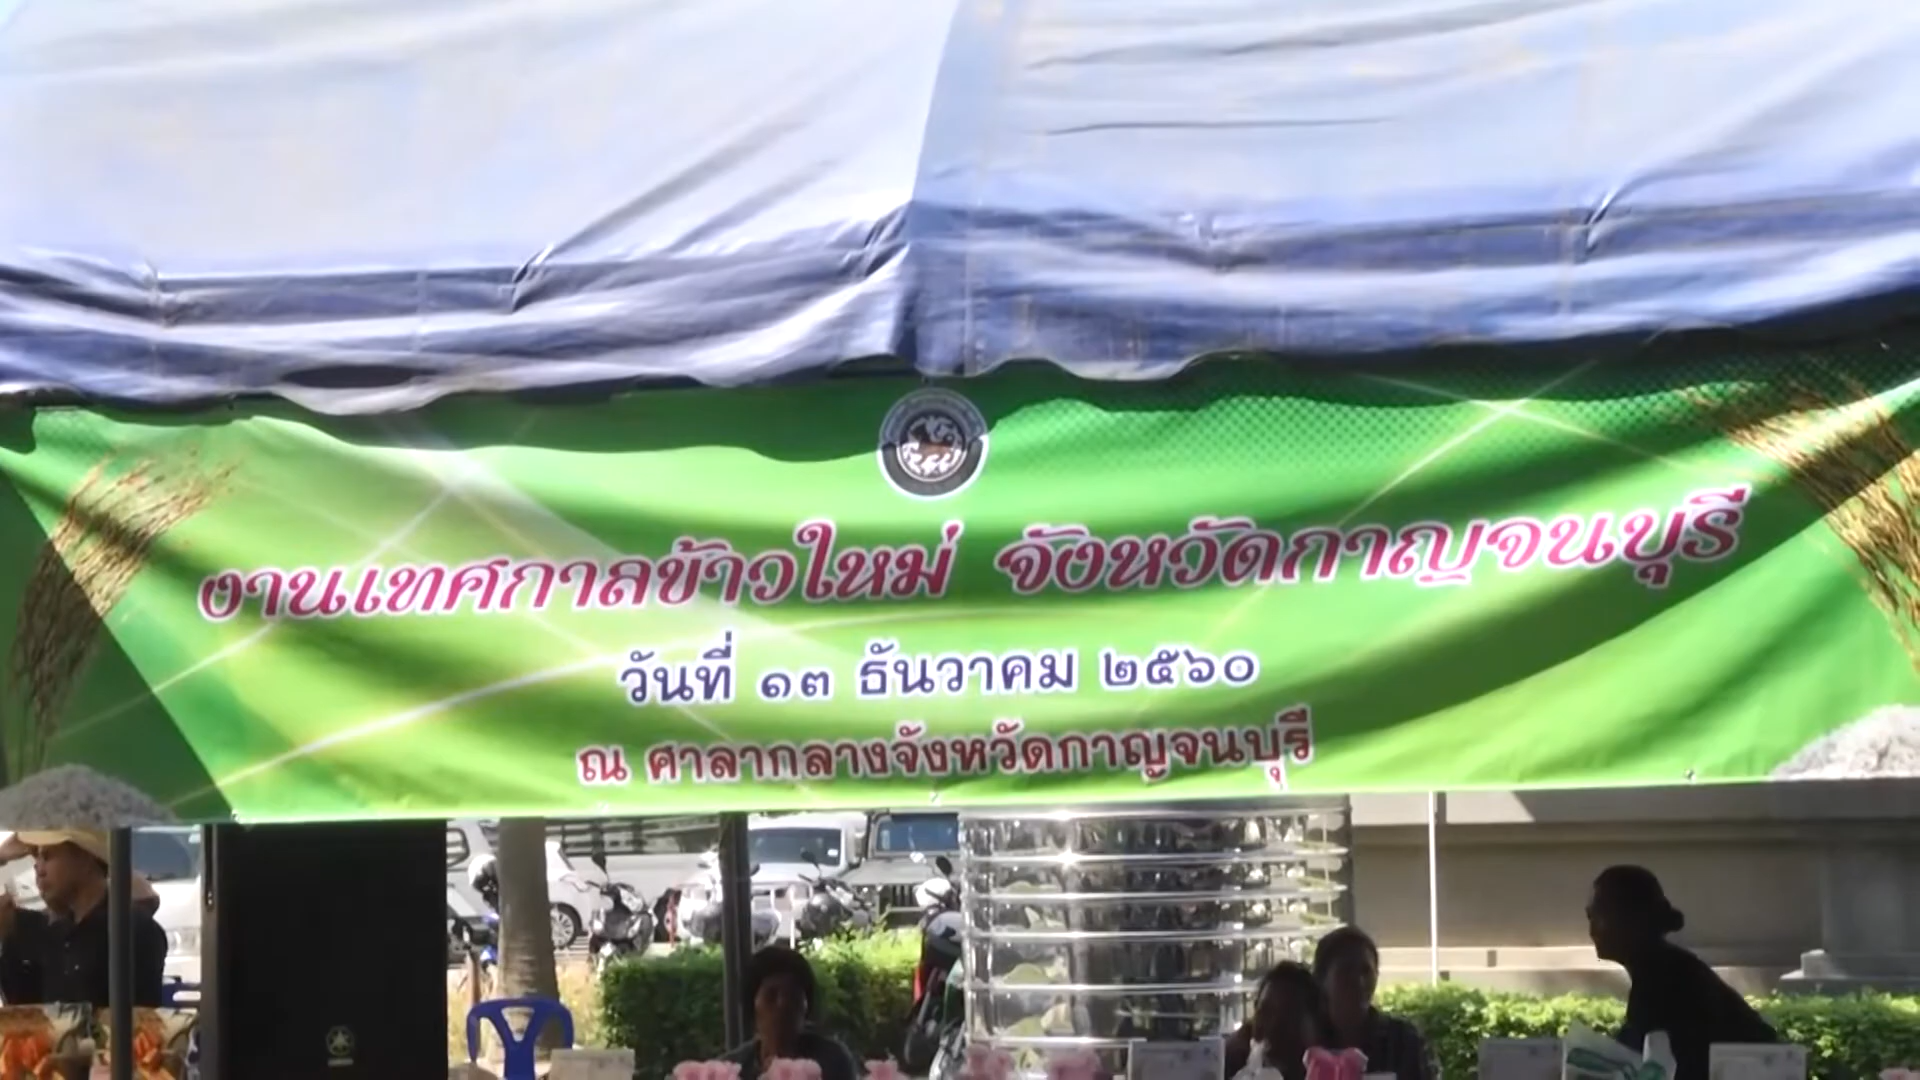 งานเทศกาลข้าวใหม่ จังหวัดกาญจนบุรี
วันที่ ๑๓ ธันวาคม ๒๕๖๐
ณ ศาลากลางจังหวัดกาญจนบุรี